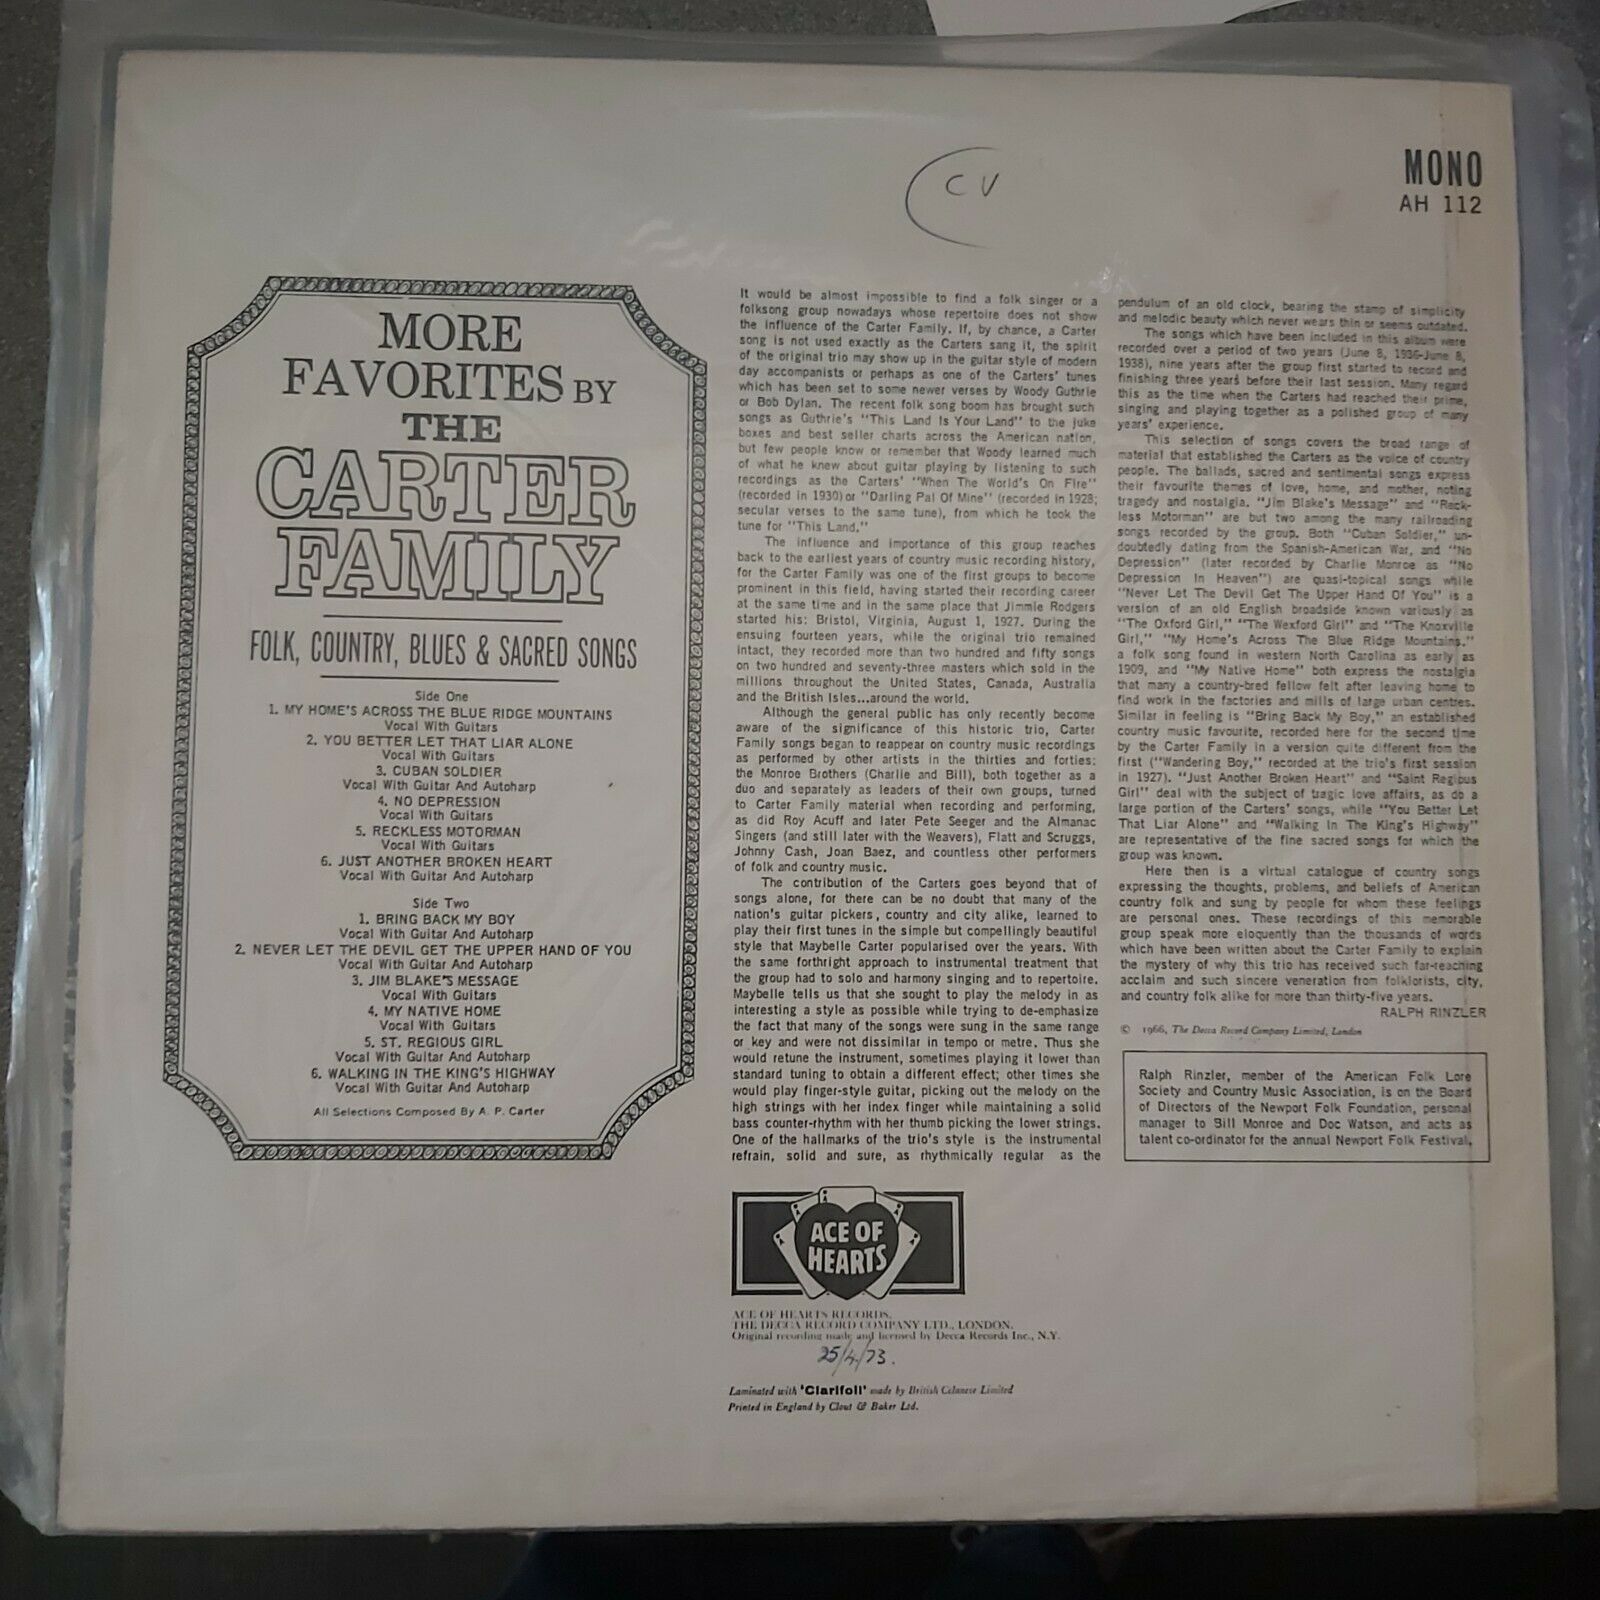 CV
MONO
AH 112
MORE
FAVORITES BY
THE
CARTER
FAMILY
FOLK, COUNTRY, BLUES & SACRED SONGS
Side One
1. MY HOME'S ACROSS THE BLUE RIDGE MOUNTAINS
Vocal With Guitars
2. YOU BETTER LET THAT LIAR ALONE
Vocal With Guitars
3. CUBAN SOLDIER
Vocal With Guitar And Autoharp
4. NO DEPRESSION
Vocal With Guitars
5. RECKLESS MOTORMAN
Vocal With Guitars
6. JUST ANOTHER BROKEN HEART
Vocal With Guitar And Autoharp
Side Two
1. BRING BACK MY BOY
Vocal With Guitar And Autoharp
2. NEVER LET THE DEVIL GET THE UPPER HAND OF YOU
Vocal With Guitar And Autoharp
3. JIM BLAKE'S MESSAGE
Vocal With Guitars
4. MY NATIVE HOME
Vocal With Guitars
5. ST. REGIOUS GIRL
Vocal With Guitar And Autoharp
6. WALKING IN THE KING'S HIGHWAY
Vocal With Guitar And Autoharp
All Selections Composed By A. P. Carter
It would be almost impossible to find a folk singer or a
folksong group nowadays whose repertoire does not show
the influence of the Carter Family. If, by chance, a Carter
song is not used exactly as the Carters sang it, the spirit
of the original trio may show up in the guitar style of modern
day accompanists or perhaps as one of the Carters' tunes
which has been set to some newer verses by Woody Guthrie
or Bob Dylan. The recent folk song boom has brought such
songs as Guthrie's "This Land Is Your Land" to the juke
boxes and best seller charts across the American nation,
but few people know or remember that Woody learned much
of what he knew about guitar playing by listening to such
recordings as the Carters' "When The World's On Fire"
(recorded in 1930) or "Darling Pal Of Mine" (recorded in 1928;
secular verses to the same tune), from which he took the
tune for "This Land."
The influence and importance of this group reaches
back to the earliest years of country music recording history,
for the Carter Family was one of the first groups to become
prominent in this field, having started their recording career
at the same time and in the same place that Jimmie Rodgers
started his: Bristol, Virginia, August 1, 1927. During the
ensuing fourteen years, while the original trio remained
intact, they recorded more than two hundred and fifty songs
on two hundred and seventy-three masters which sold in the
millions throughout the United States, Canada, Australia
and the British Isles...around the world.
Although the general public has only recently become
aware of the significance of this historic trio, Carter
Family songs began to reappear on country music recordings
as performed by other artists in the thirties and forties:
the Monroe Brothers (Charlie and Bill), both together as a
duo and separately as leaders of their own groups, turned
to Carter Family material when recording and performing,
as did Roy Acuff and later Pete Seeger and the Almanac
Singers (and still later with the Weavers), Flatt and Scruggs,
Johnny Cash, Joan Baez, and countless other performers
of folk and country music.
The contribution of the Carters goes beyond that of
songs alone, for there can be no doubt that many of the
nation's guitar pickers, country and city alike, learned to
play their first tunes in the simple but compellingly beautiful
style that Maybelle Carter popularised over the years. With
the same forthright approach to instrumental treatment that
the group had to solo and harmony singing and to repertoire.
Maybelle tells us that she sought to play the melody in as
interesting a style as possible while trying to de-emphasize
the fact that many of the songs were sung in the same range
or key and were not dissimilar in tempo or metre. Thus she
would retune the instrument, sometimes playing it lower than
standard tuning to obtain a different effect; other times she
would play finger-style guitar, picking out the melody on the
high strings with her index finger while maintaining a solid
bass counter-rhythm with her thumb picking the lower strings.
One of the hallmarks of the trio's style is the instrumental
refrain, solid and sure, as rhythmically regular as the
pendulum of an old clock, bearing the stamp of simplicity
and melodic beauty which never wears thin or seems outdated.
The songs which have been included in this album were
recorded over a period of two years (June 8, 1936-June 8,
1938), nine years after the group first started to record and
finishing three years before their last session. Many regard
this as the time when the Carters had reached their prime,
singing and playing together as a polished group of many
years' experience.
This selection of songs covers the broad range of
material that established the Carters as the voice of country
people. The ballads, sacred and sentimental songs express
their favourite themes of love, home, and mother, noting
tragedy and nostalgia. "Jim Blake's Message" and "Reck-
less Motorman" are but two among the many railroading
songs recorded by the group. Both "Cuban Soldier," un-
doubtedly dating from the Spanish-American War, and "No
Depression" (later recorded by Charlie Monroe as "No
Depression In Heaven") are quasi-topical songs while
"Never Let The Devil Get The Upper Hand Of You" is a
version of an old English broadside known variously as
"The Oxford Girl," "The Wexford Girl" and "The Knoxville
Girl," "My Home's Across The Blue Ridge Mountains."
a folk song found in western North Carolina as early as
1909, and "My Native Home" both express the nostalgia
that many a country-bred fellow felt after leaving home to
find work in the factories and mills of large urban centres.
Similar in feeling is "Bring Back My Boy," an established
country music favourite, recorded here for the second time
by the Carter Family in a version quite different from the
first ("Wandering Boy," recorded at the trio's first session
in 1927). "Just Another Broken Heart" and "Saint Regious
Girl" deal with the subject of tragic love affairs, as do a
large portion of the Carters' songs, while "You Better Let
That Liar Alone" and "Walking In The King's Highway"
are representative of the fine sacred songs for which the
group was known.
Here then is a virtual catalogue of country songs
expressing the thoughts, problems, and beliefs of American
country folk and sung by people for whom these feelings
are personal ones. These recordings of this memorable
group speak more eloquently than the thousands of words
which have been written about the Carter Family to explain
the mystery of why this trio has received such far-reaching
acclaim and such sincere veneration from folklorists, city,
and country folk alike for more than thirty-five years.
RALPH RINZLER
© 1966, The Decca Record Company Limited, London
Ralph Rinzler, member of the American Folk Lore
Society and Country Music Association, is on the Board
of Directors of the Newport Folk Foundation, personal
manager to Bill Monroe and Doc Watson, and acts as
talent co-ordinator for the annual Newport Folk Festival.
ACE OF
HEARTS
ACE OF HEARTS RECORDS,
THE DECCA RECORD COMPANY LTD., LONDON.
Original recording made and licensed by Decca Records Inc., N.Y.
25/4/73.
Laminated with 'Clarifoil' made by British Celanese Limited
Printed in England by Clout & Baker Ltd.